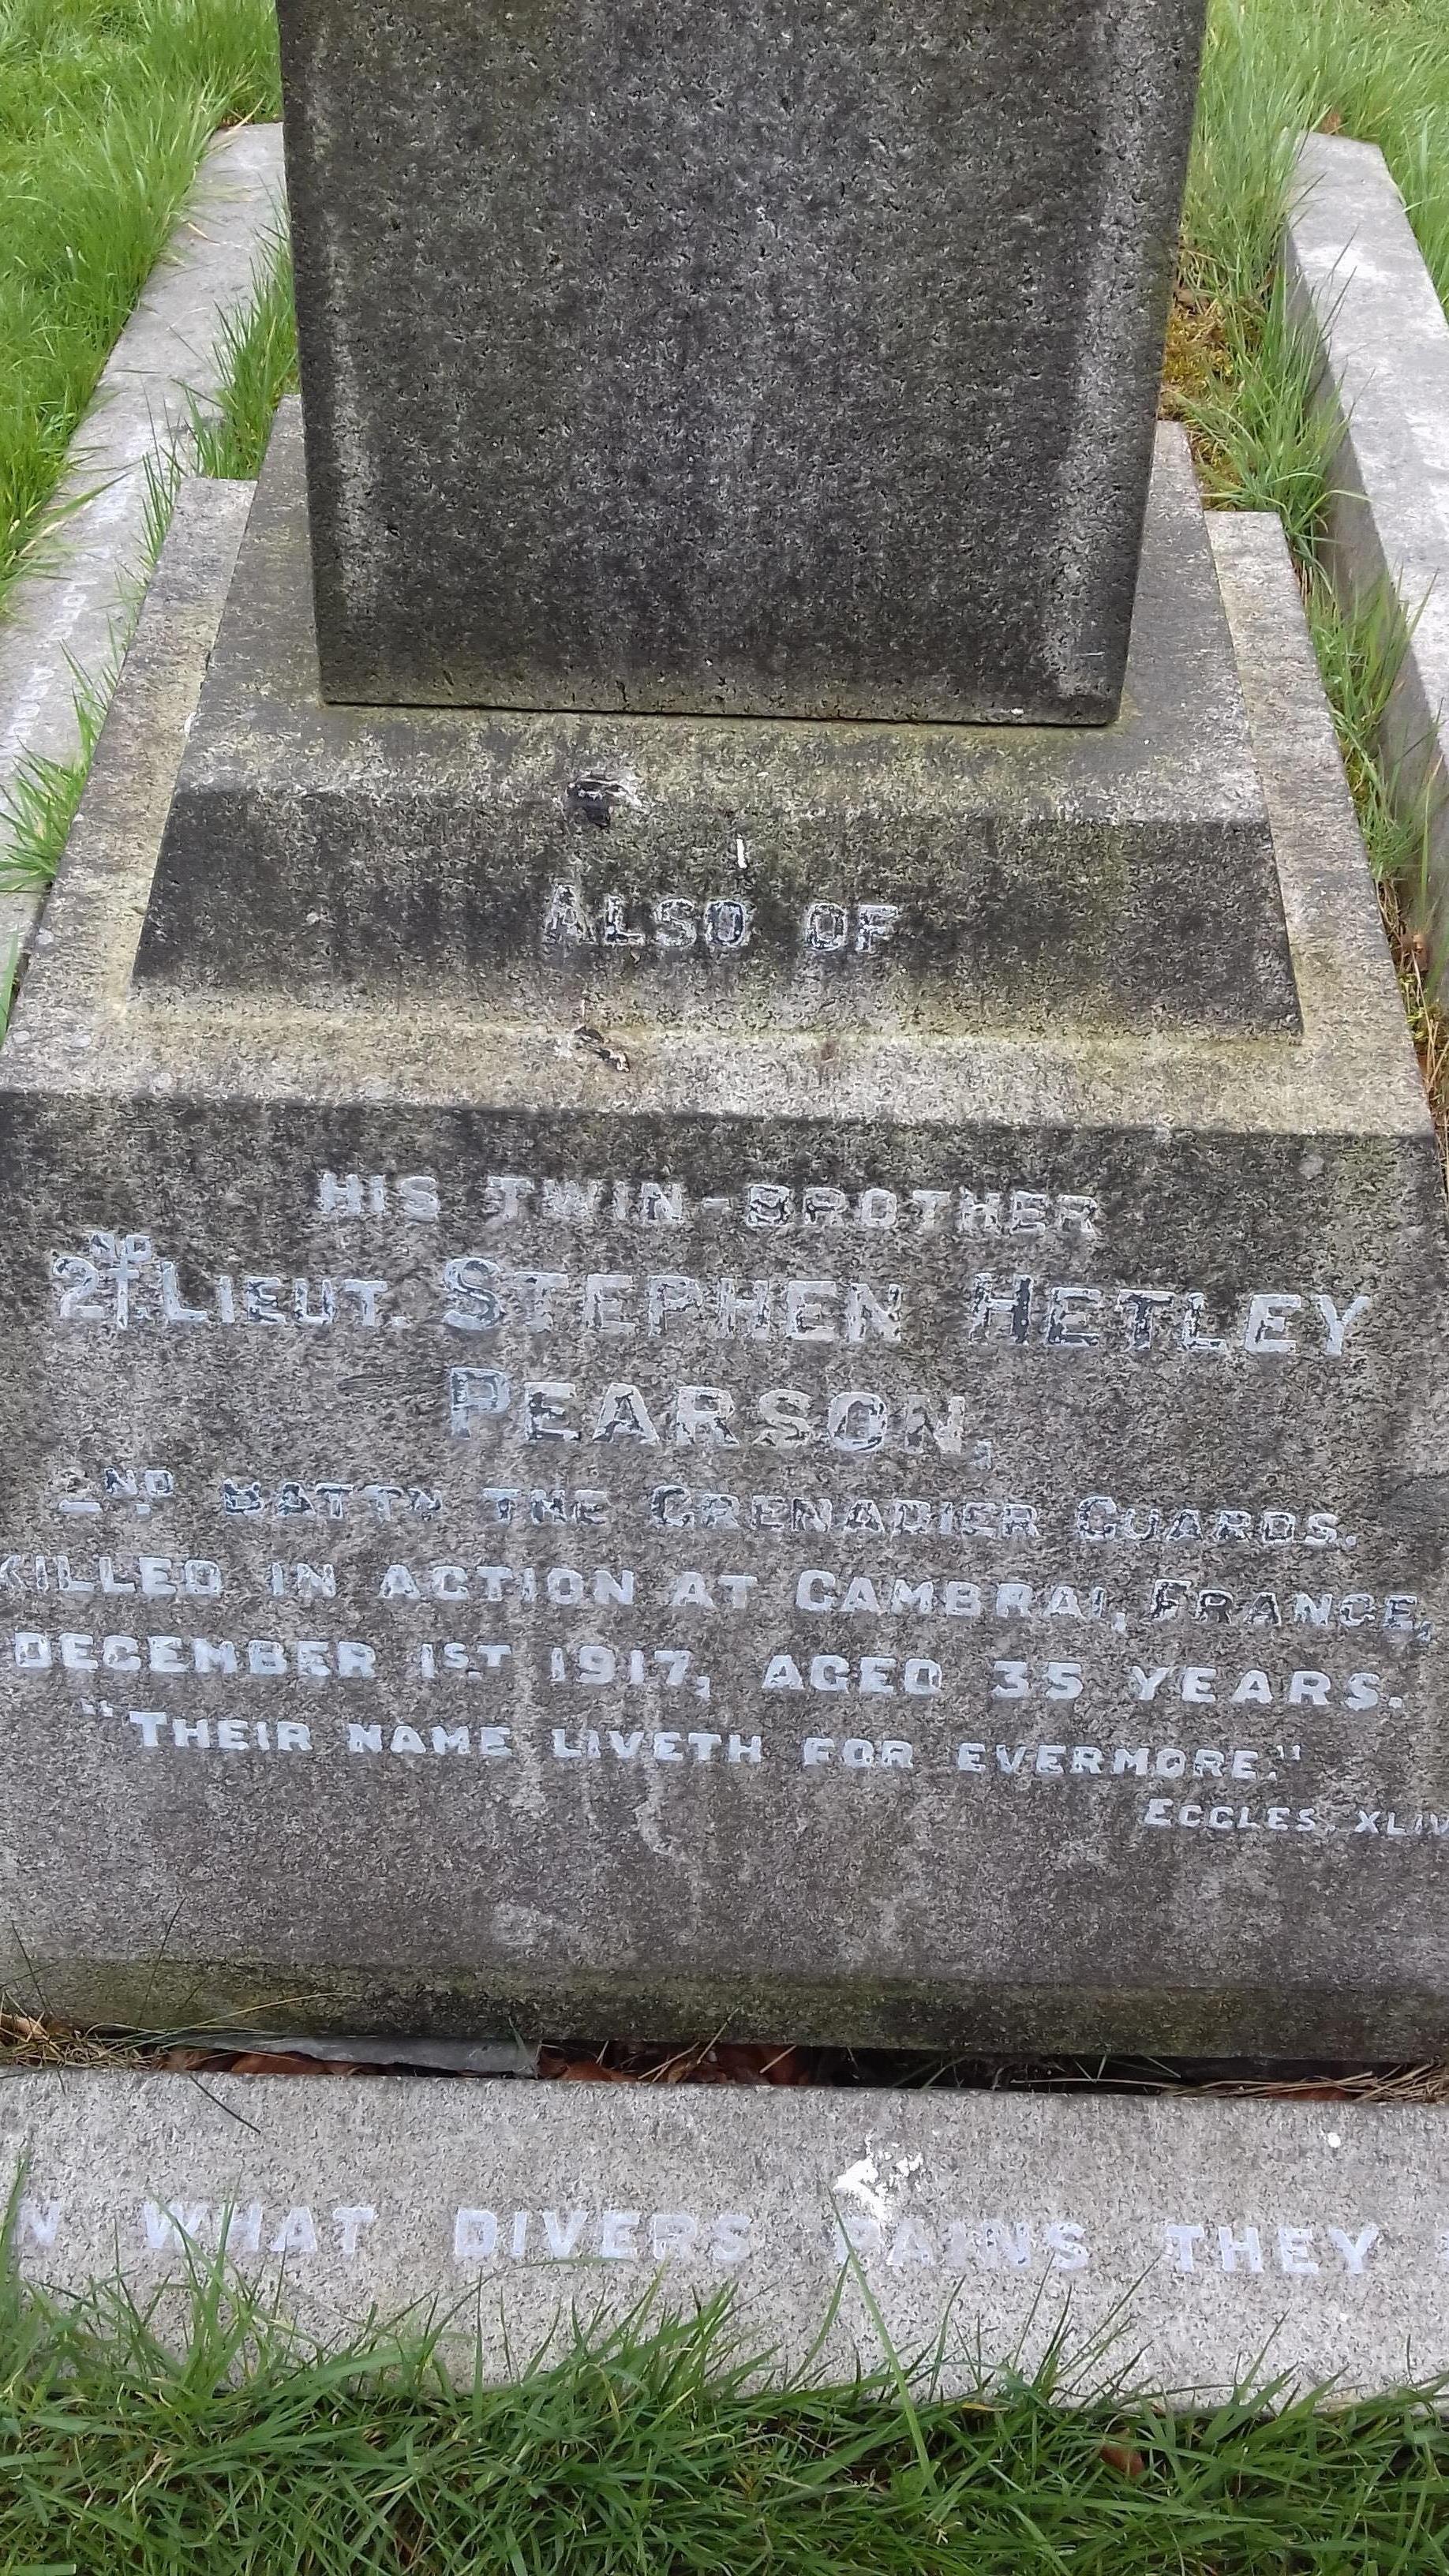 ALSO OF
HIS TWIN-BROTHER
2ND LIEUT. STEPHEN HETLEY
PEARSON,
2ND BATTN THE GRENADIER GUARDS.
KILLED IN ACTION AT CAMBRAI, FRANCE,
DECEMBER 1ST 1917, AGED 35 YEARS.
"THEIR NAME LIVETH FOR EVERMORE."
ECCLES. XLIV
WHAT DIVERS PAINS THEY